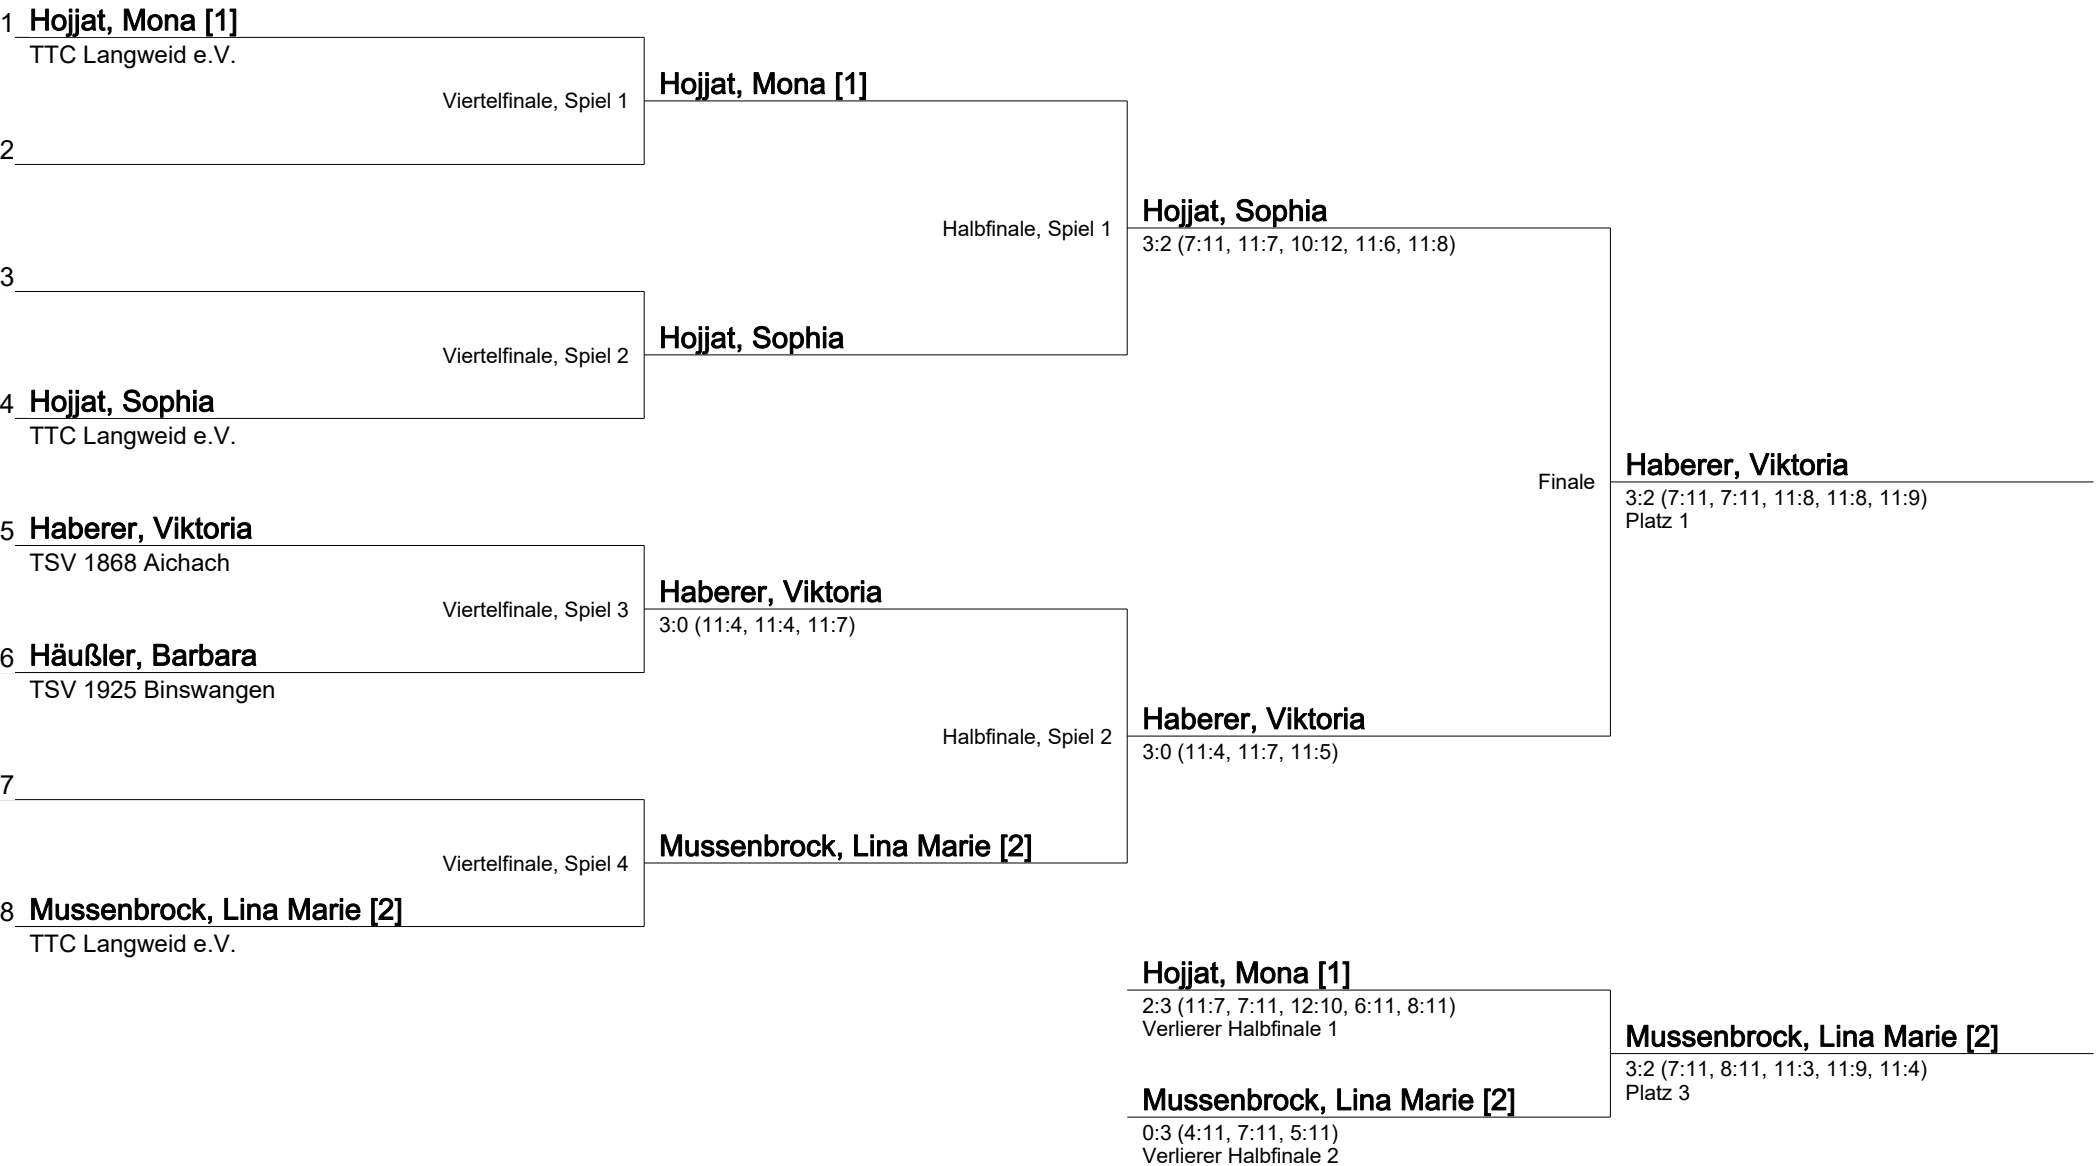 1 Hojjat, Mona [1]
TTC Langweid e.V.
Viertelfinale, Spiel 1
Hojjat, Mona [1]
2
Halbfinale, Spiel 1
Hojjat, Sophia
3:2 (7:11, 11:7, 10:12, 11:6, 11:8)
3
Viertelfinale, Spiel 2
Hojjat, Sophia
4 Hojjat, Sophia
TTC Langweid e.V.
Finale
Haberer, Viktoria
3:2 (7:11, 7:11, 11:8, 11:8, 11:9)
Platz 1
5 Haberer, Viktoria
TSV 1868 Aichach
Viertelfinale, Spiel 3
Haberer, Viktoria
3:0 (11:4, 11:4, 11:7)
6 Häußler, Barbara
TSV 1925 Binswangen
Halbfinale, Spiel 2
Haberer, Viktoria
3:0 (11:4, 11:7, 11:5)
7
Viertelfinale, Spiel 4
Mussenbrock, Lina Marie [2]
8 Mussenbrock, Lina Marie [2]
TTC Langweid e.V.
Hojjat, Mona [1]
2:3 (11:7, 7:11, 12:10, 6:11, 8:11)
Verlierer Halbfinale 1
Mussenbrock, Lina Marie [2]
3:2 (7:11, 8:11, 11:3, 11:9, 11:4)
Platz 3
Mussenbrock, Lina Marie [2]
0:3 (4:11, 7:11, 5:11)
Verlierer Halbfinale 2